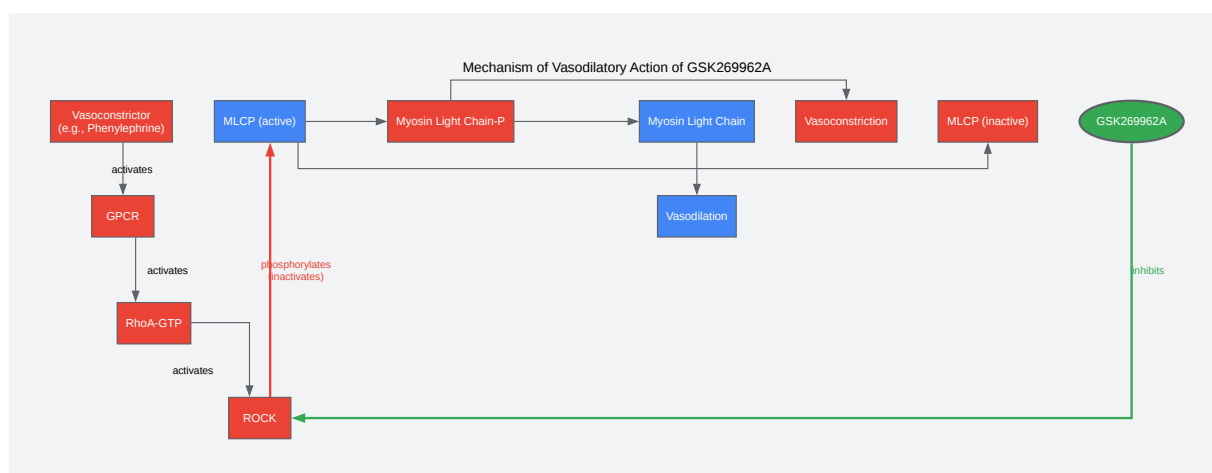 Mechanism of Vasodilatory Action of GSK269962A
Vasoconstrictor
(e.g., Phenylephrine)
MLCP (active)
Myosin Light Chain-P
Myosin Light Chain
Vasoconstriction
MLCP (inactive)
GSK269962A
activates
GPCR
Vasodilation
activates
phosphorylates
(inactivates)
inhibits
RhoA-GTP
activates
ROCK